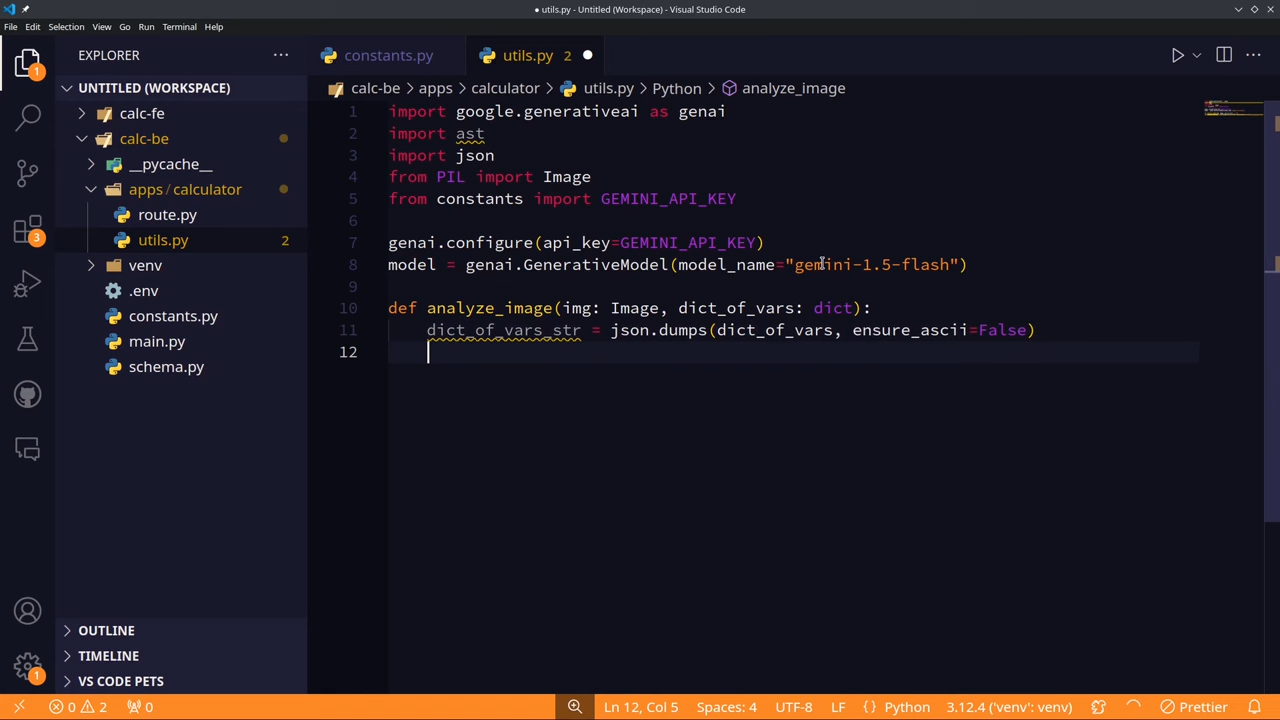 ● utils.py - Untitled (Workspace) - Visual Studio Code
File Edit Selection View Go Run Terminal Help
EXPLORER
constants.py
utils.py 2
UNTITLED (WORKSPACE)
calc-be apps calculator utils.py Python analyze_image
calc-fe
calc-be
__pycache__
apps / calculator
route.py
utils.py 2
venv
.env
constants.py
main.py
schema.py
OUTLINE
TIMELINE
VS CODE PETS
1
3
1
1 import google.generativeai as genai
2 import ast
3 import json
4 from PIL import Image
5 from constants import GEMINI_API_KEY
6
7 genai.configure(api_key=GEMINI_API_KEY)
8 model = genai.GenerativeModel(model_name="gemini-1.5-flash")
9
10 def analyze_image(img: Image, dict_of_vars: dict):
11 dict_of_vars_str = json.dumps(dict_of_vars, ensure_ascii=False)
12
0 2 0 Ln 12, Col 5 Spaces: 4 UTF-8 LF { } Python 3.12.4 ('venv': venv) Prettier